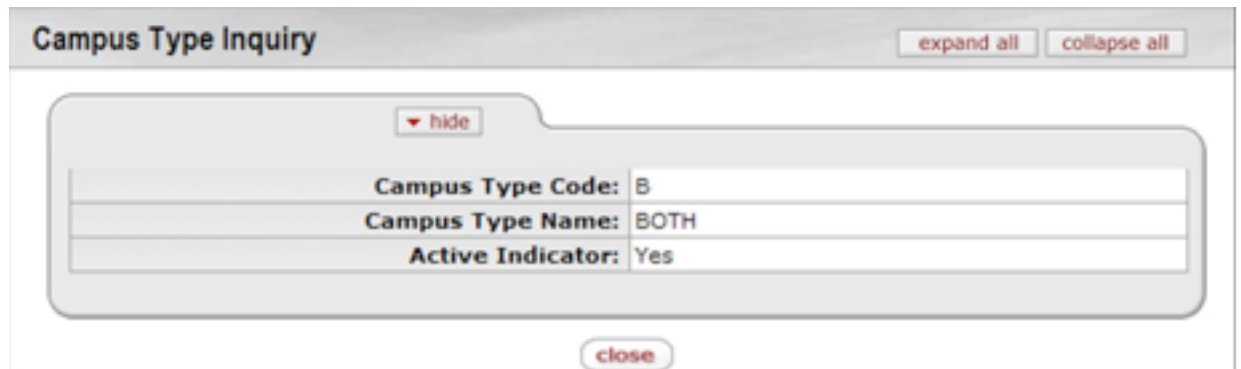 Campus Type Inquiry expand all collapse all
hide
Campus Type Code: B
Campus Type Name: BOTH
Active Indicator: Yes
close